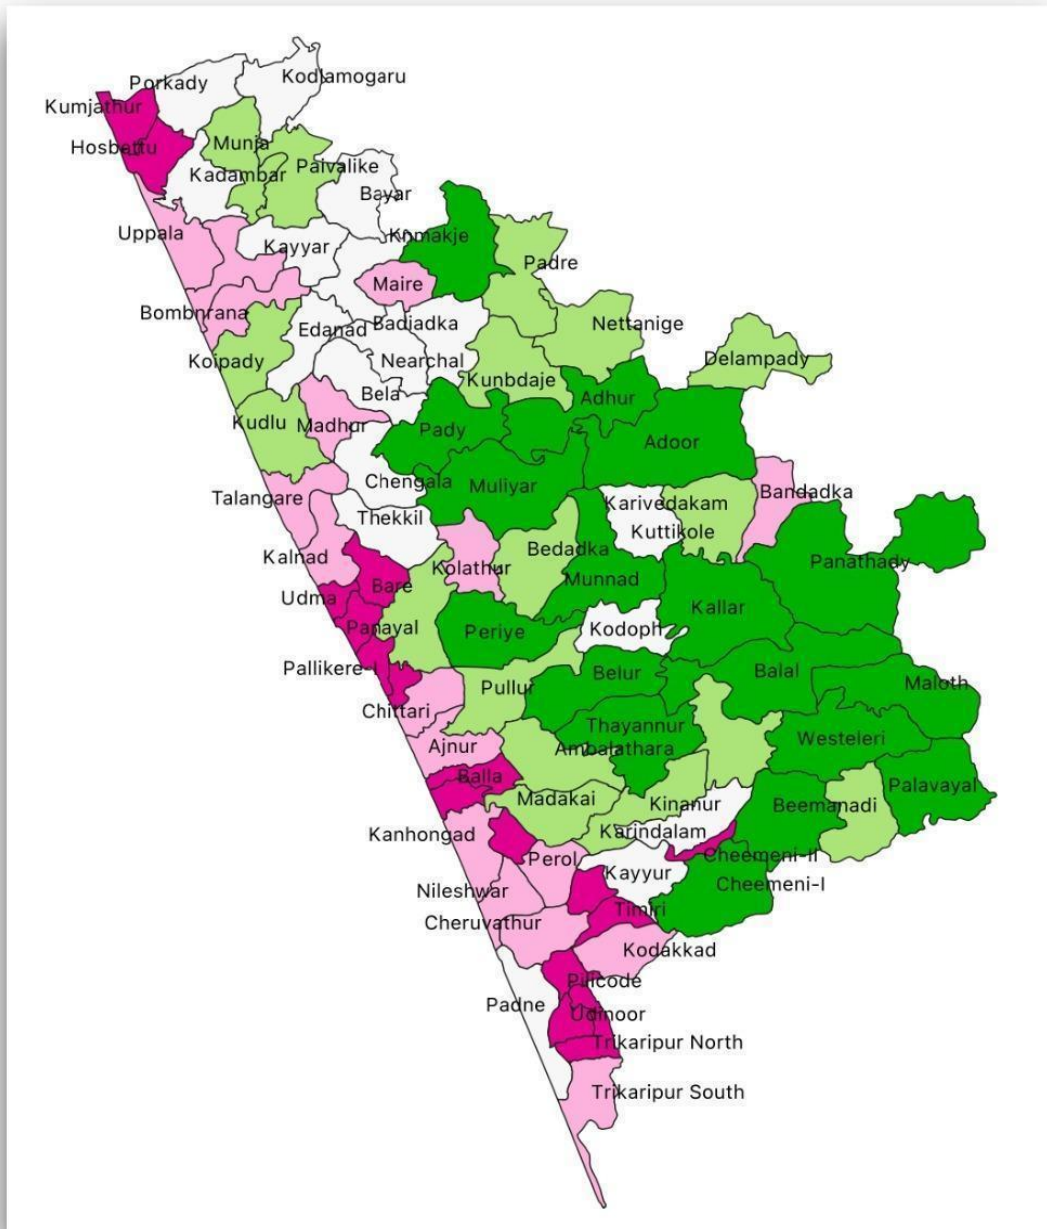 Kodlamogaru
Porkady
Kumjathur
Munja
Hosbattu
Paivalike
Kadambar
Bayar
Uppala
Knmakje
Kayyar
Padre
Maire
Bombnrana
Badiadka
Nettanige
Edanad
Koipady
Nearchal
Delampady
Kunbdaje
Bela
Adhur
Kudlu
Madhur
Pady
Adoor
Chengala
Muliyar
Bandadka
Talangare
Karivedakam
Thekkil
Kuttikole
Bedadka
Kalnad
Panathady
Kolathur
Munnad
Bare
Udma
Kallar
Panayal
Periye
Kodoph
Pallikere-I
Belur
Balal
Maloth
Pullur
Chittari
Thayannur
Westeleri
Ajnur
Ambalathara
Balla
Palavayal
Madakai
Kinanur
Beemanadi
Kanhongad
Karindalam
Perol
Cheemeni-II
Kayyur
Cheemeni-I
Nileshwar
Timiri
Cheruvathur
Kodakkad
Pilicode
Padne
Udinoor
Trikaripur North
Trikaripur South